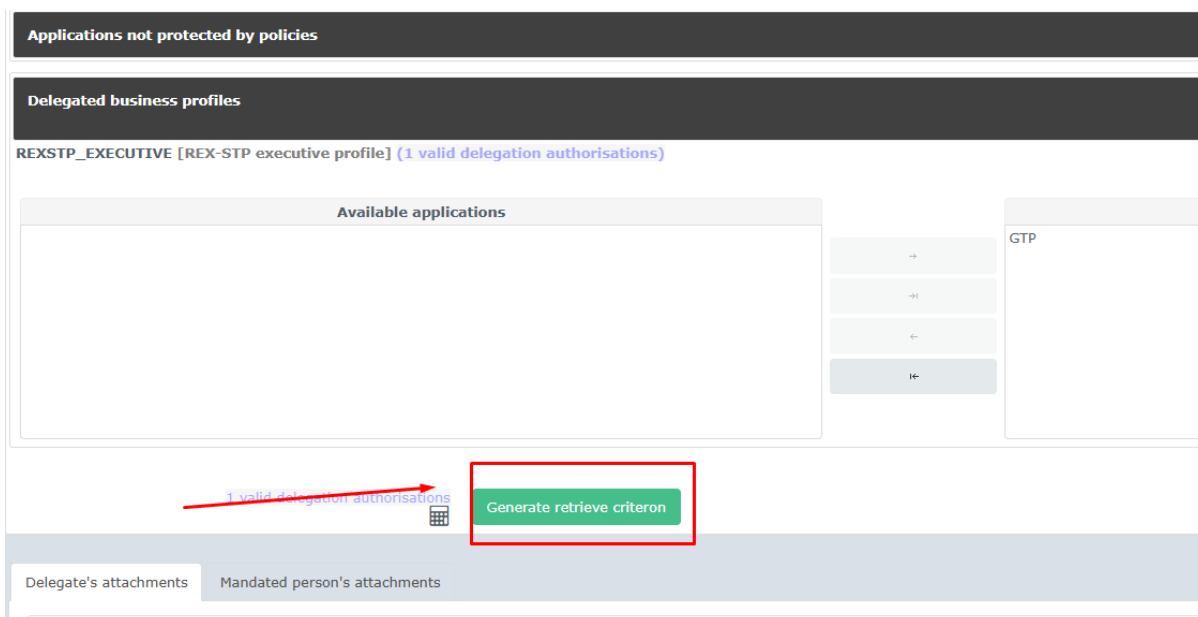 Applications not protected by policies
Delegated business profiles
REXSTP_EXECUTIVE [REX-STP executive profile] (1 valid delegation authorisations)
Available applications
GTP
1 valid delegation authorisations
Generate retrieve criteron
Delegate's attachments
Mandated person's attachments